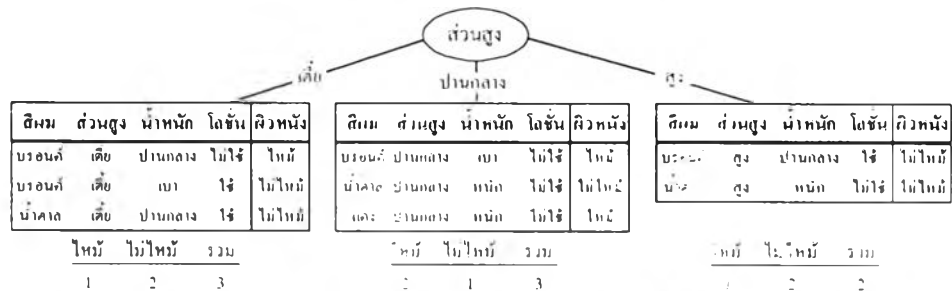 ส่วนสูง
เตี้ย ปานกลาง สูง
สีผม ส่วนสูง น้ำหนัก โลชั่น ผิวหนัง
บรอนด์ เตี้ย ปานกลาง ไม่ใช้ ไหม้
บรอนด์ เตี้ย เบา ใช้ ไม่ไหม้
น้ำตาล เตี้ย ปานกลาง ใช้ ไม่ไหม้
ไหม้ ไม่ไหม้ รวม
1 2 3
สีผม ส่วนสูง น้ำหนัก โลชั่น ผิวหนัง
บรอนด์ ปานกลาง เบา ไม่ใช้ ไหม้
น้ำตาล ปานกลาง หนัก ไม่ใช้ ไม่ไหม้
แดง ปานกลาง หนัก ไม่ใช้ ไหม้
ไหม้ ไม่ไหม้ รวม
2 1 3
สีผม ส่วนสูง น้ำหนัก โลชั่น ผิวหนัง
บรอนด์ สูง ปานกลาง ใช้ ไม่ไหม้
สูง หนัก ไม่ใช้ ไม่ไหม้
ไหม้ ไม่ไหม้ รวม
2 2